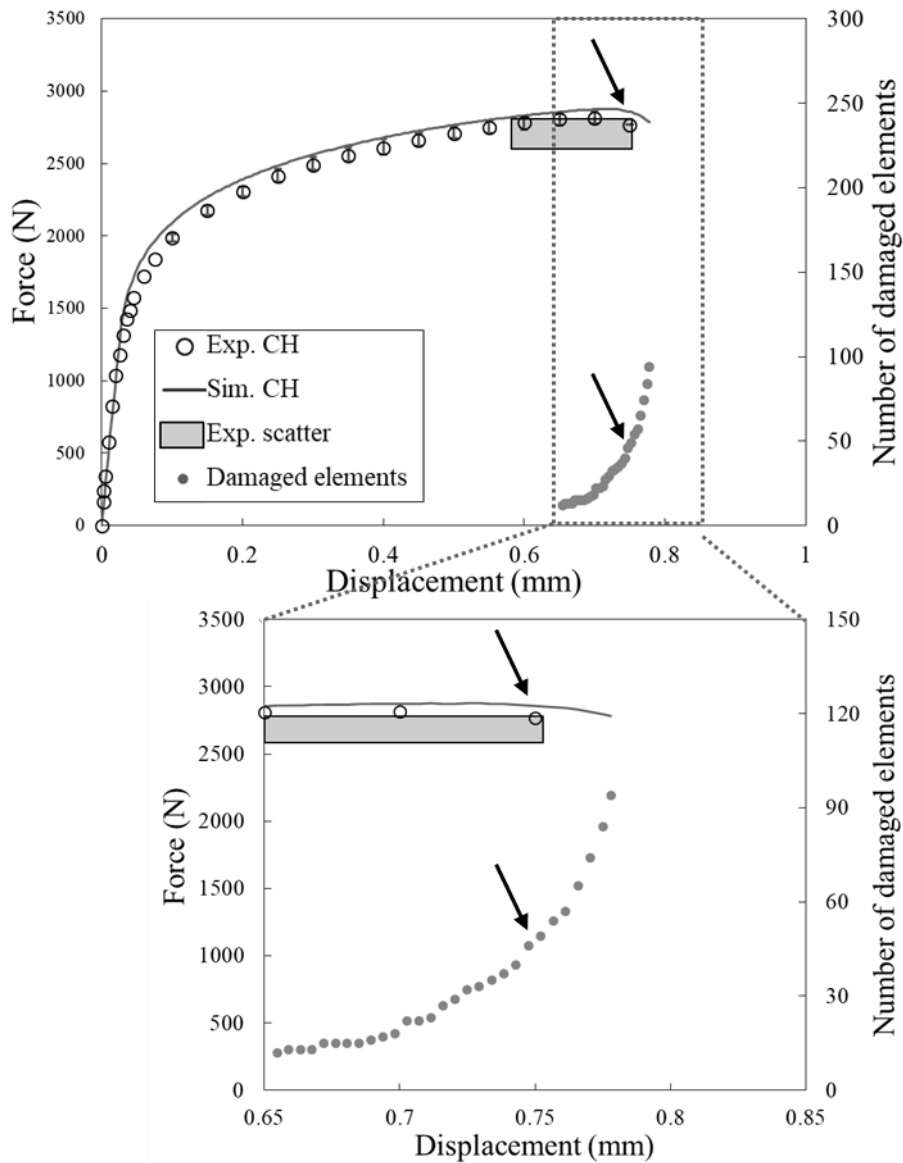 3500
3000
2500
2000
1500
1000
500
0
Force (N)
300
250
200
150
100
50
0
Number of damaged elements
Exp. CH
Sim. CH
Exp. scatter
Damaged elements
0 0.2 0.4 0.6 0.8 1
Displacement (mm)
3500
3000
2500
2000
1500
1000
500
0
Force (N)
150
120
90
60
30
0
Number of damaged elements
0.65 0.7 0.75 0.8 0.85
Displacement (mm)